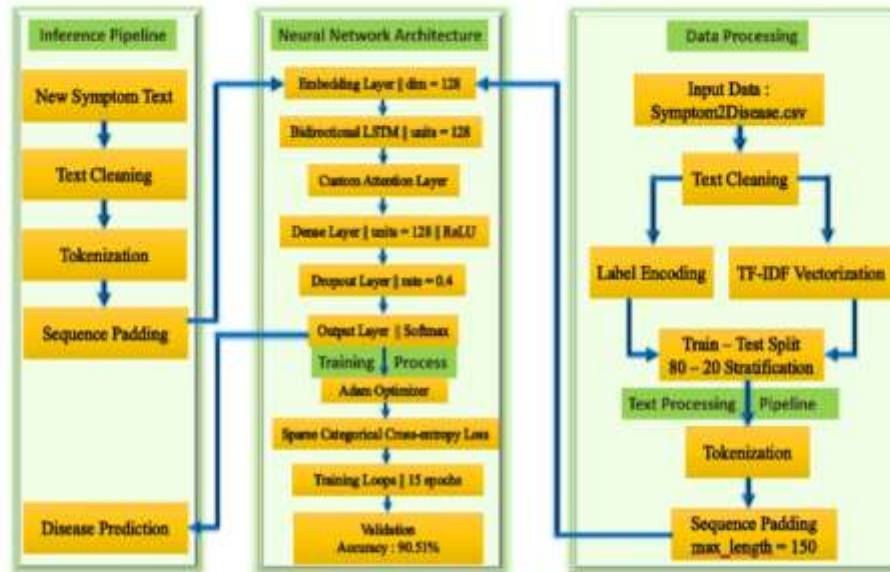 Inference Pipeline
New Symptom Text
Text Cleaning
Tokenization
Sequence Padding
Disease Prediction
Neural Network Architecture
Embedding Layer || dim = 128
Bidirectional LSTM || units = 128
Custom Attention Layer
Dense Layer || units = 128 || ReLU
Dropout Layer || rate = 0.4
Output Layer || Softmax
Training Process
Adam Optimizer
Sparse Categorical Cross-entropy Loss
Training Loops || 15 epochs
Validation
Accuracy : 90.51%
Data Processing
Input Data :
Symptom2Disease.csv
Text Cleaning
Label Encoding
TF-IDF Vectorization
Train – Test Split
80 – 20 Stratification
Text Processing Pipeline
Tokenization
Sequence Padding
max_length = 150